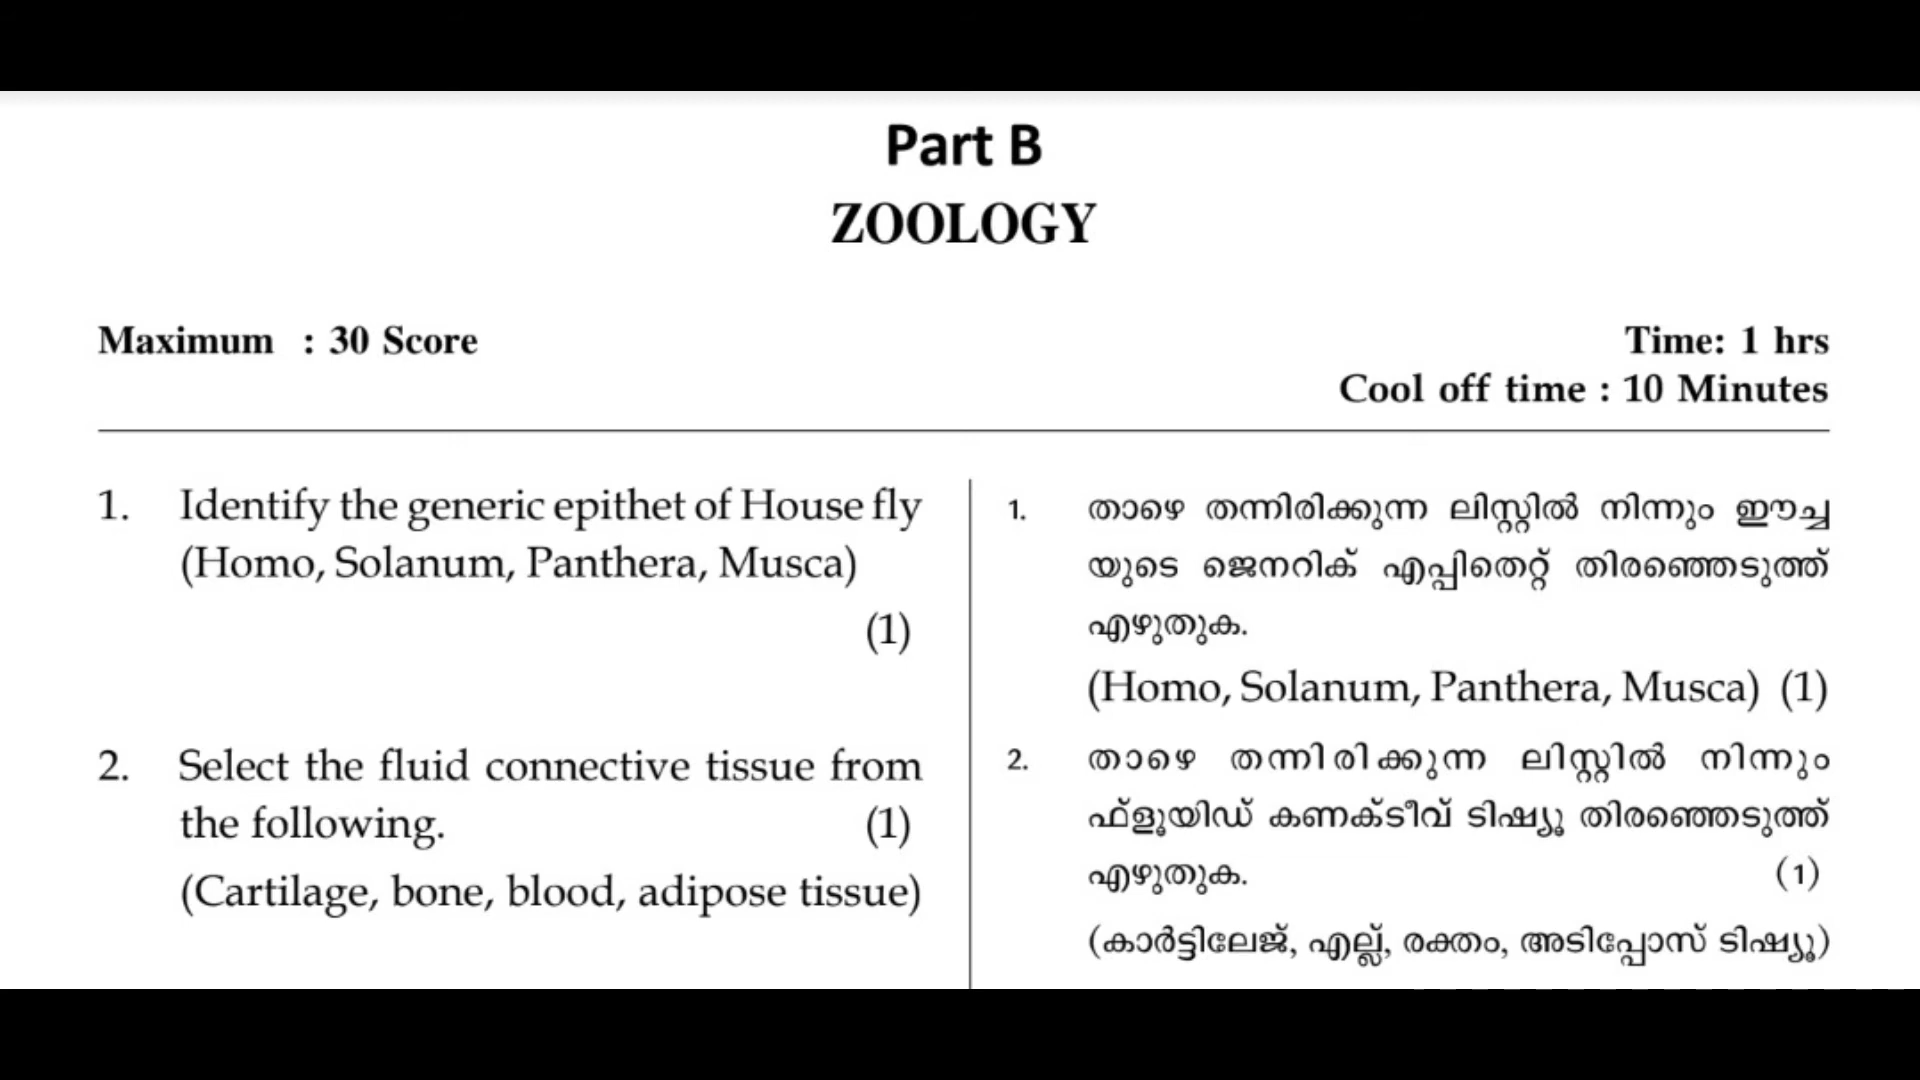 Part B
ZOOLOGY
Maximum : 30 Score
Time: 1 hrs
Cool off time : 10 Minutes
1. Identify the generic epithet of House fly
(Homo, Solanum, Panthera, Musca)
(1)
2. Select the fluid connective tissue from
the following. (1)
(Cartilage, bone, blood, adipose tissue)
1. താഴെ തന്നിരിക്കുന്ന ലിസ്റ്റിൽ നിന്നും ഈച്ച
യുടെ ജെനറിക് എപ്പിതെറ്റ് തിരഞ്ഞെടുത്ത്
എഴുതുക.
(Homo, Solanum, Panthera, Musca) (1)
2. താഴെ തന്നിരിക്കുന്ന ലിസ്റ്റിൽ നിന്നും
ഫ്ളൂയിഡ് കണക്ടീവ് ടിഷ്യൂ തിരഞ്ഞെടുത്ത്
എഴുതുക. (1)
(കാർട്ടിലേജ്, എല്ല്, രക്തം, അടിപ്പോസ് ടിഷ്യൂ)